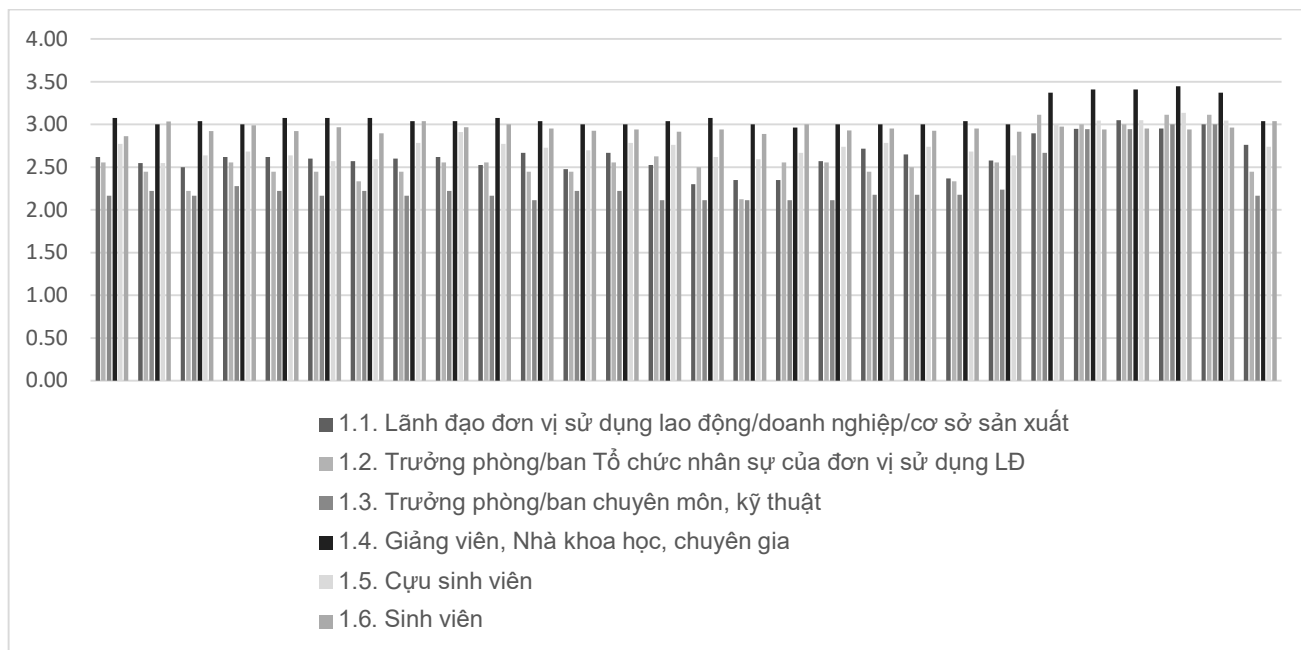 4.00
3.50
3.00
2.50
2.00
1.50
1.00
0.50
0.00
1.1. Lãnh đạo đơn vị sử dụng lao động/doanh nghiệp/cơ sở sản xuất
1.2. Trưởng phòng/ban Tổ chức nhân sự của đơn vị sử dụng LĐ
1.3. Trưởng phòng/ban chuyên môn, kỹ thuật
1.4. Giảng viên, Nhà khoa học, chuyên gia
1.5. Cựu sinh viên
1.6. Sinh viên